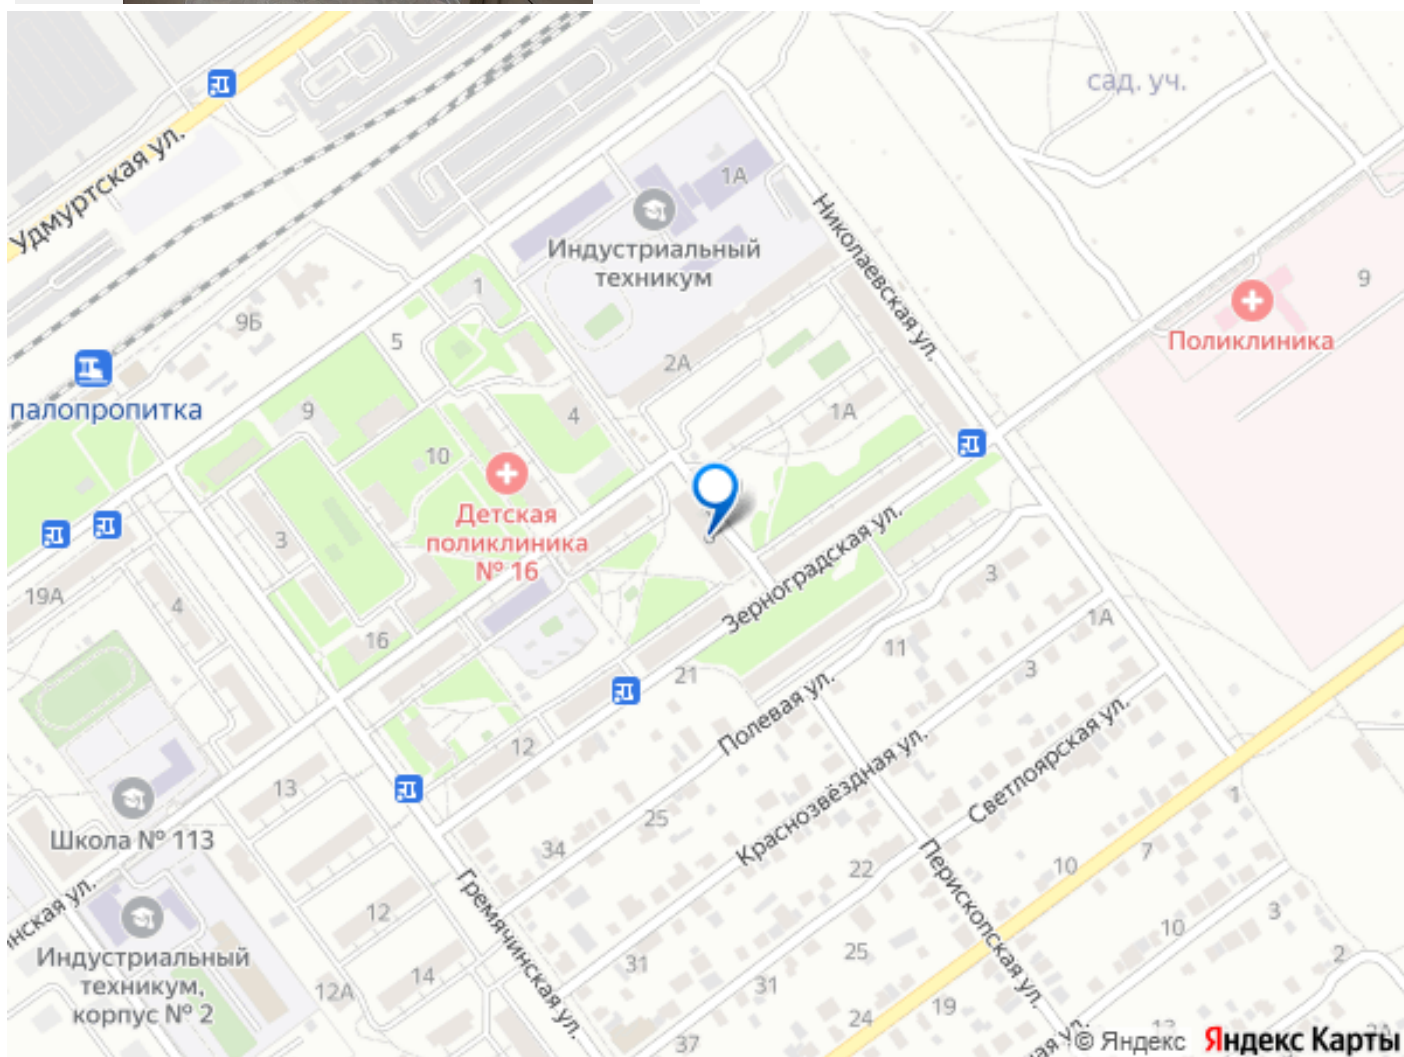 сад. уч.
Удмуртская ул.
1А
Индустриальный
техникум
Николаевская ул.
9
Поликлиника
1
9Б
5
2А
палопропитка
9
4
1А
10
Детская
поликлиника
№ 16
3
Зерноградская ул.
19А
4
16
3
1А
11
3
21
Полевая ул.
12
13
Школа № 113
25
34
Краснозвёздная ул.
Светлоярская ул.
1
7
10
22
Перископская ул.
нская ул.
Гремячинская ул.
12
Индустриальный
техникум,
корпус № 2
14
12А
31
25
31
10
3
2
19
24
37
ая ул.
© Яндекс
Яндекс Карты